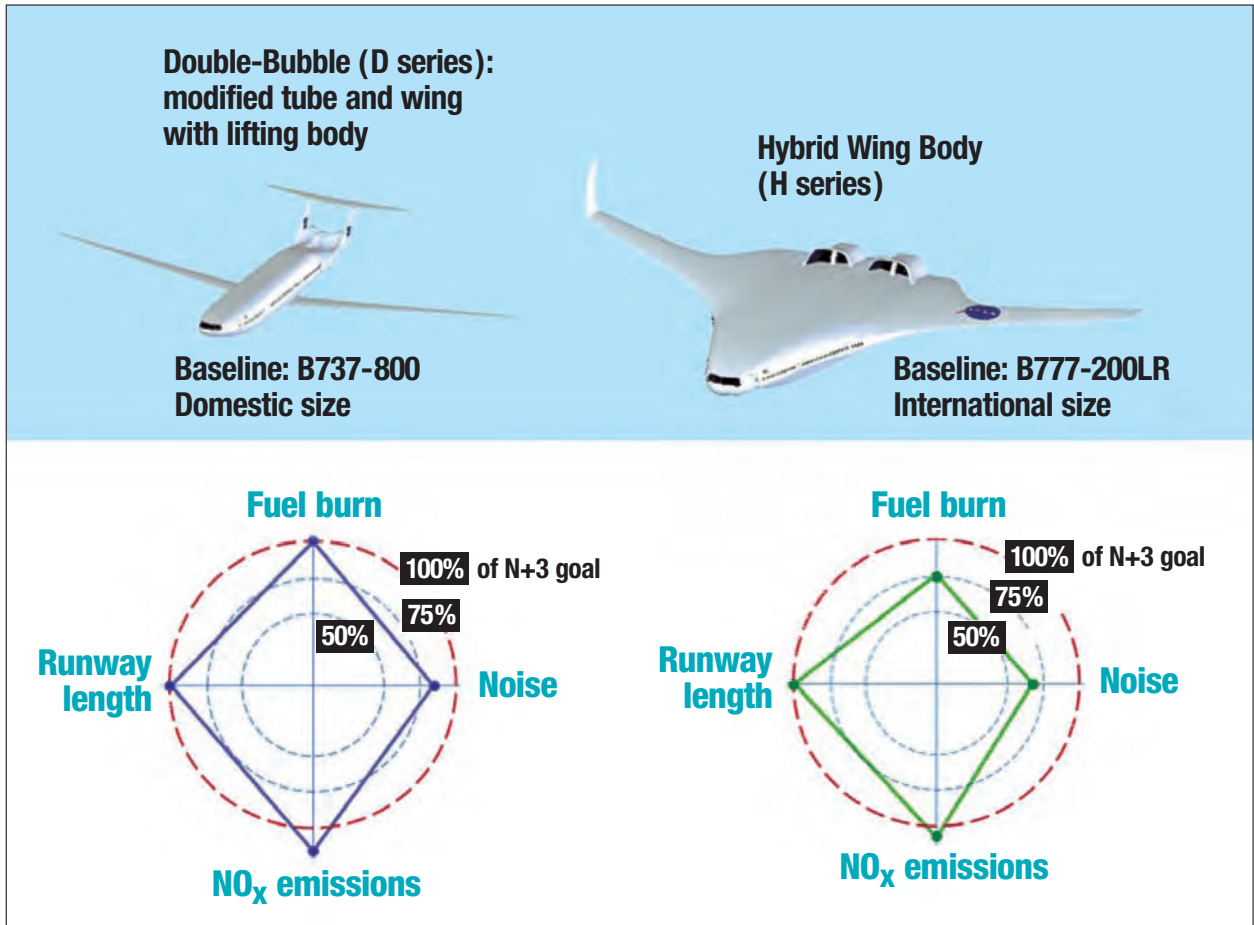 Double-Bubble (D series):
modified tube and wing
with lifting body
Hybrid Wing Body
(H series)
Baseline: B737-800
Domestic size
Baseline: B777-200LR
International size
Fuel burn
100% of N+3 goal
75%
50%
Runway
length
Noise
NOX emissions
Fuel burn
100% of N+3 goal
75%
50%
Runway
length
Noise
NOX emissions